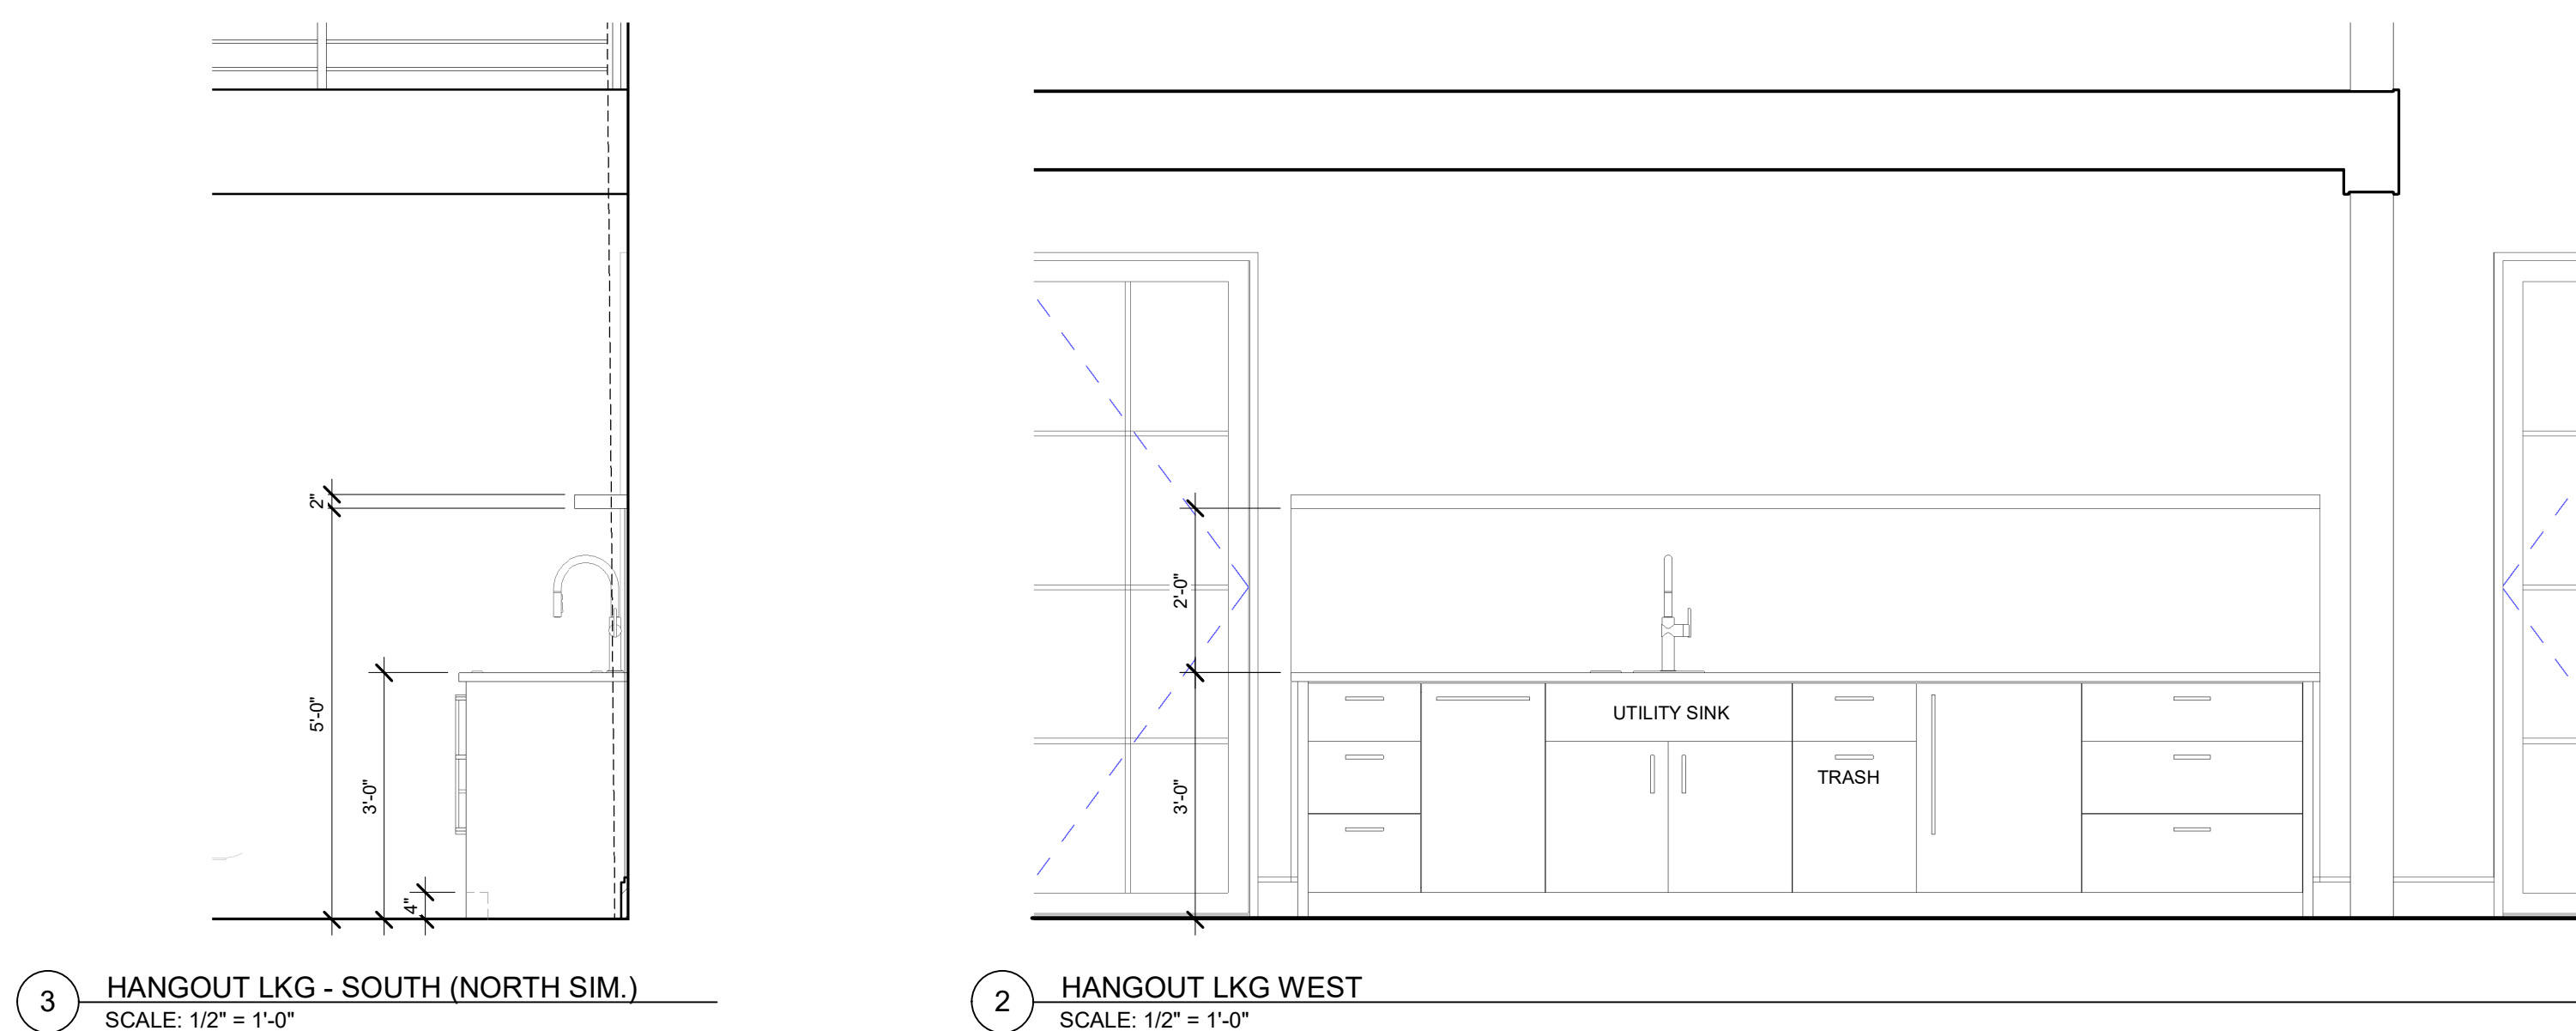 2"
5'-0"
3'-0"
4"
2'-0"
3'-0"
UTILITY SINK
TRASH
3
HANGOUT LKG - SOUTH (NORTH SIM.)
SCALE: 1/2" = 1'-0"
2
HANGOUT LKG WEST
SCALE: 1/2" = 1'-0"